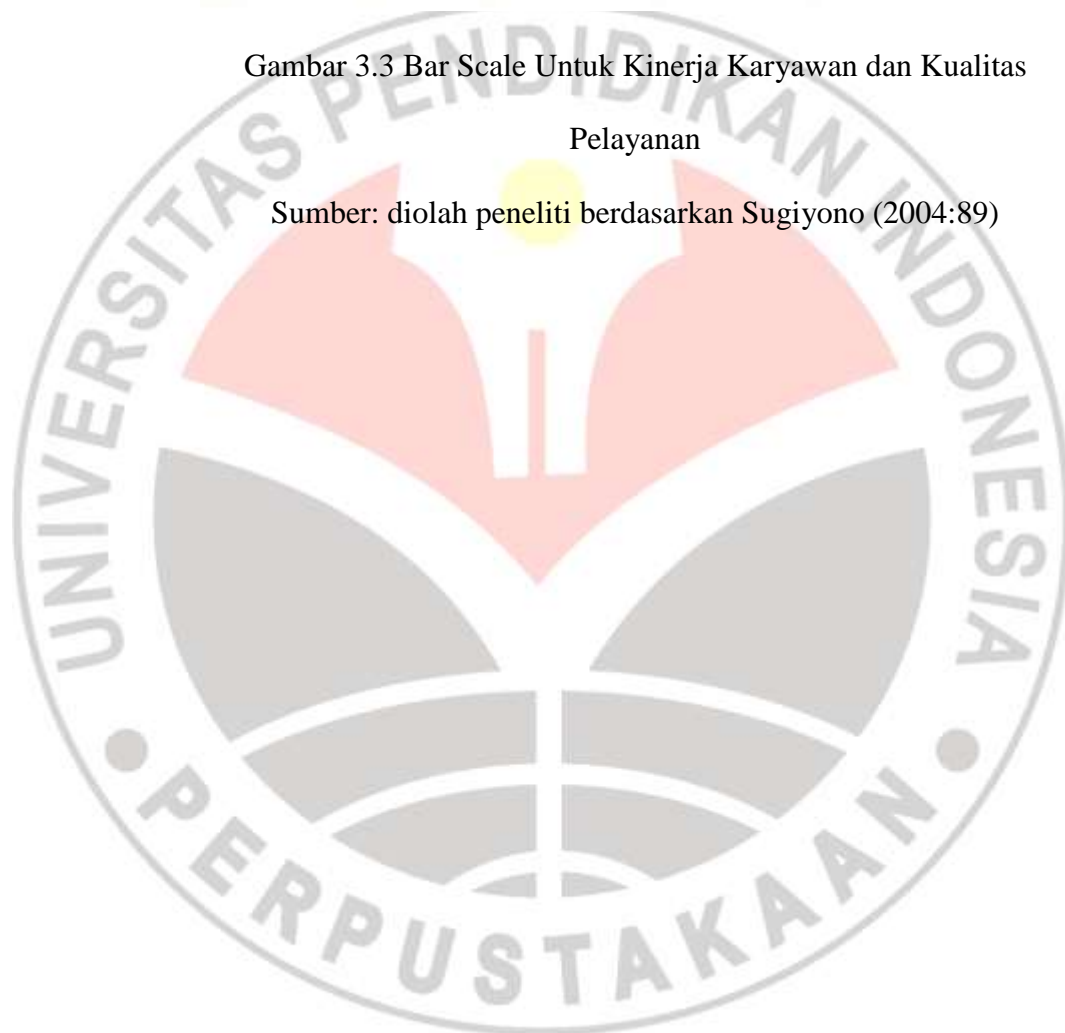 Gambar 3.3 Bar Scale Untuk Kinerja Karyawan dan Kualitas
Pelayanan
Sumber: diolah peneliti berdasarkan Sugiyono (2004:89)
UNIVERSITAS PENDIDIKAN INDONESIA
PERPUSTAKAAN